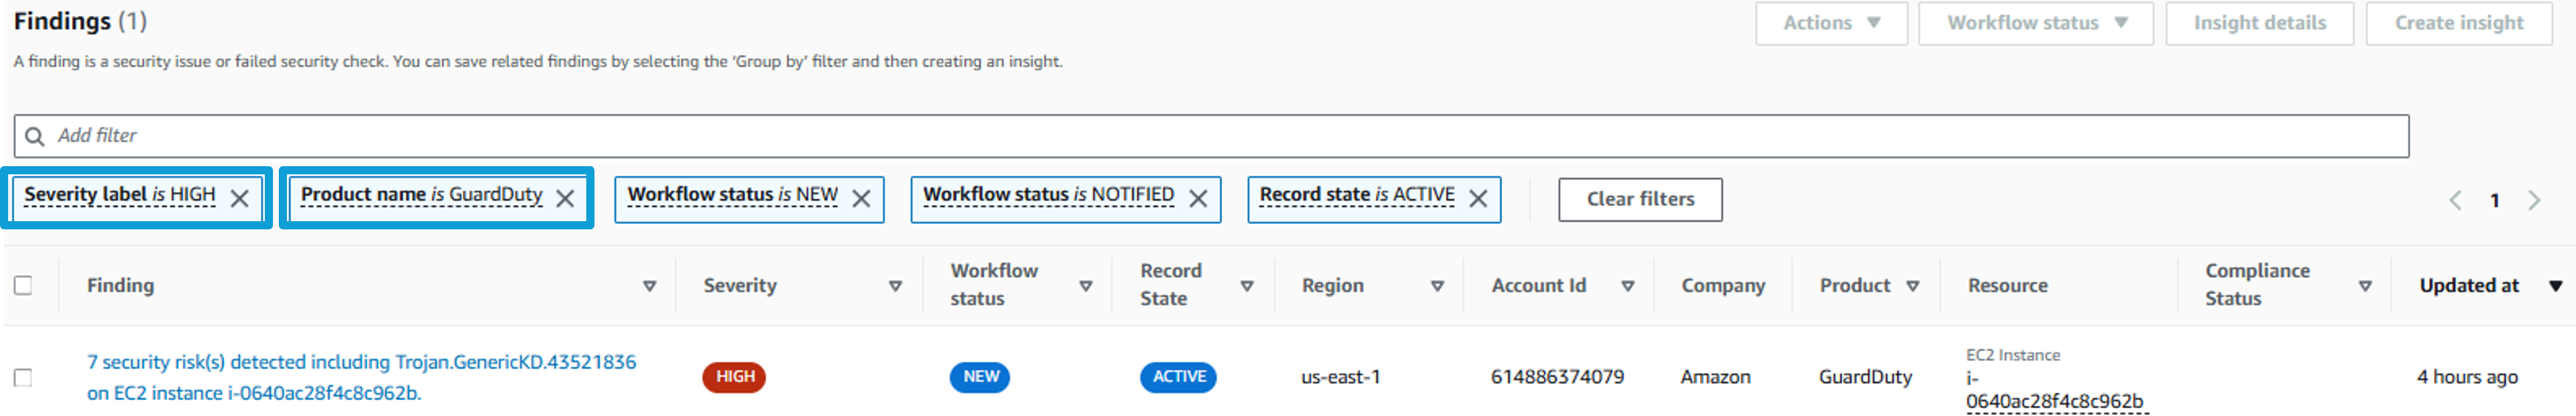 Findings (1)
Actions Workflow status Insight details Create insight
A finding is a security issue or failed security check. You can save related findings by selecting the 'Group by' filter and then creating an insight.
Add filter
Severity label is HIGH Product name is GuardDuty Workflow status is NEW Workflow status is NOTIFIED Record state is ACTIVE Clear filters 1
Finding Severity Workflow status Record State Region Account Id Company Product Resource Compliance Status Updated at
7 security risk(s) detected including Trojan.GenericKD.43521836
on EC2 instance i-0640ac28f4c8c962b.
HIGH NEW ACTIVE us-east-1 614886374079 Amazon GuardDuty
EC2 Instance
i-
0640ac28f4c8c962b
4 hours ago